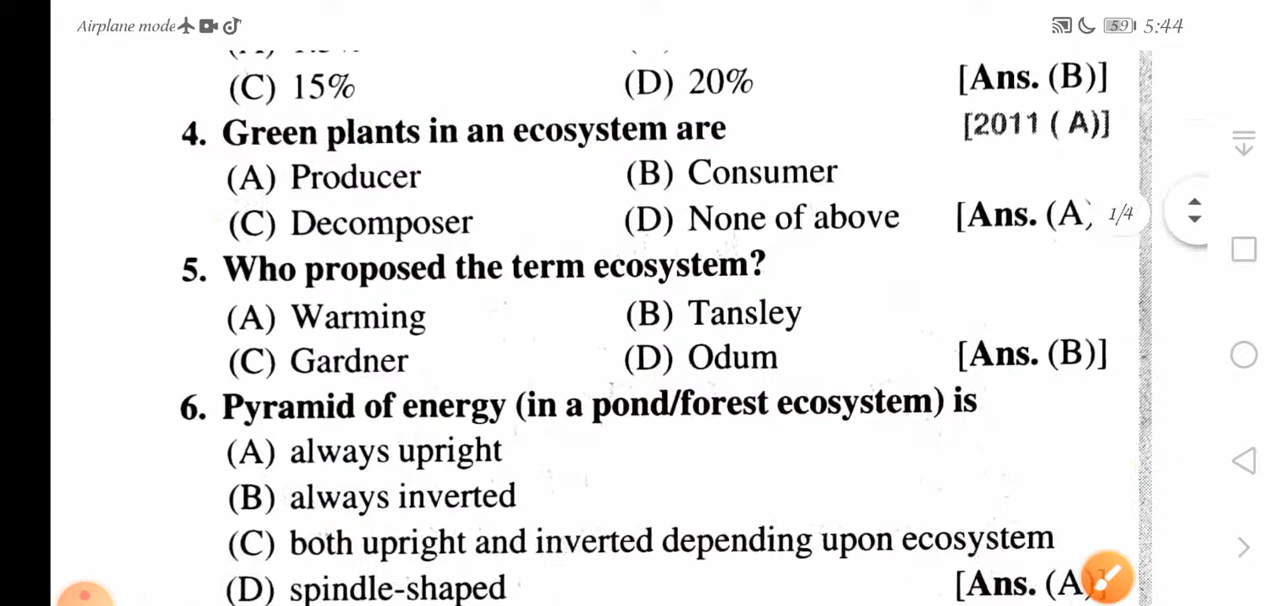 Airplane mode 59 5:44
(C) 15% (D) 20% [Ans. (B)]
4. Green plants in an ecosystem are [2011 ( A)]
(A) Producer (B) Consumer
(C) Decomposer (D) None of above [Ans. (A) 1/4
5. Who proposed the term ecosystem?
(A) Warming (B) Tansley
(C) Gardner (D) Odum [Ans. (B)]
6. Pyramid of energy (in a pond/forest ecosystem) is
(A) always upright
(B) always inverted
(C) both upright and inverted depending upon ecosystem
(D) spindle-shaped [Ans. (A)]